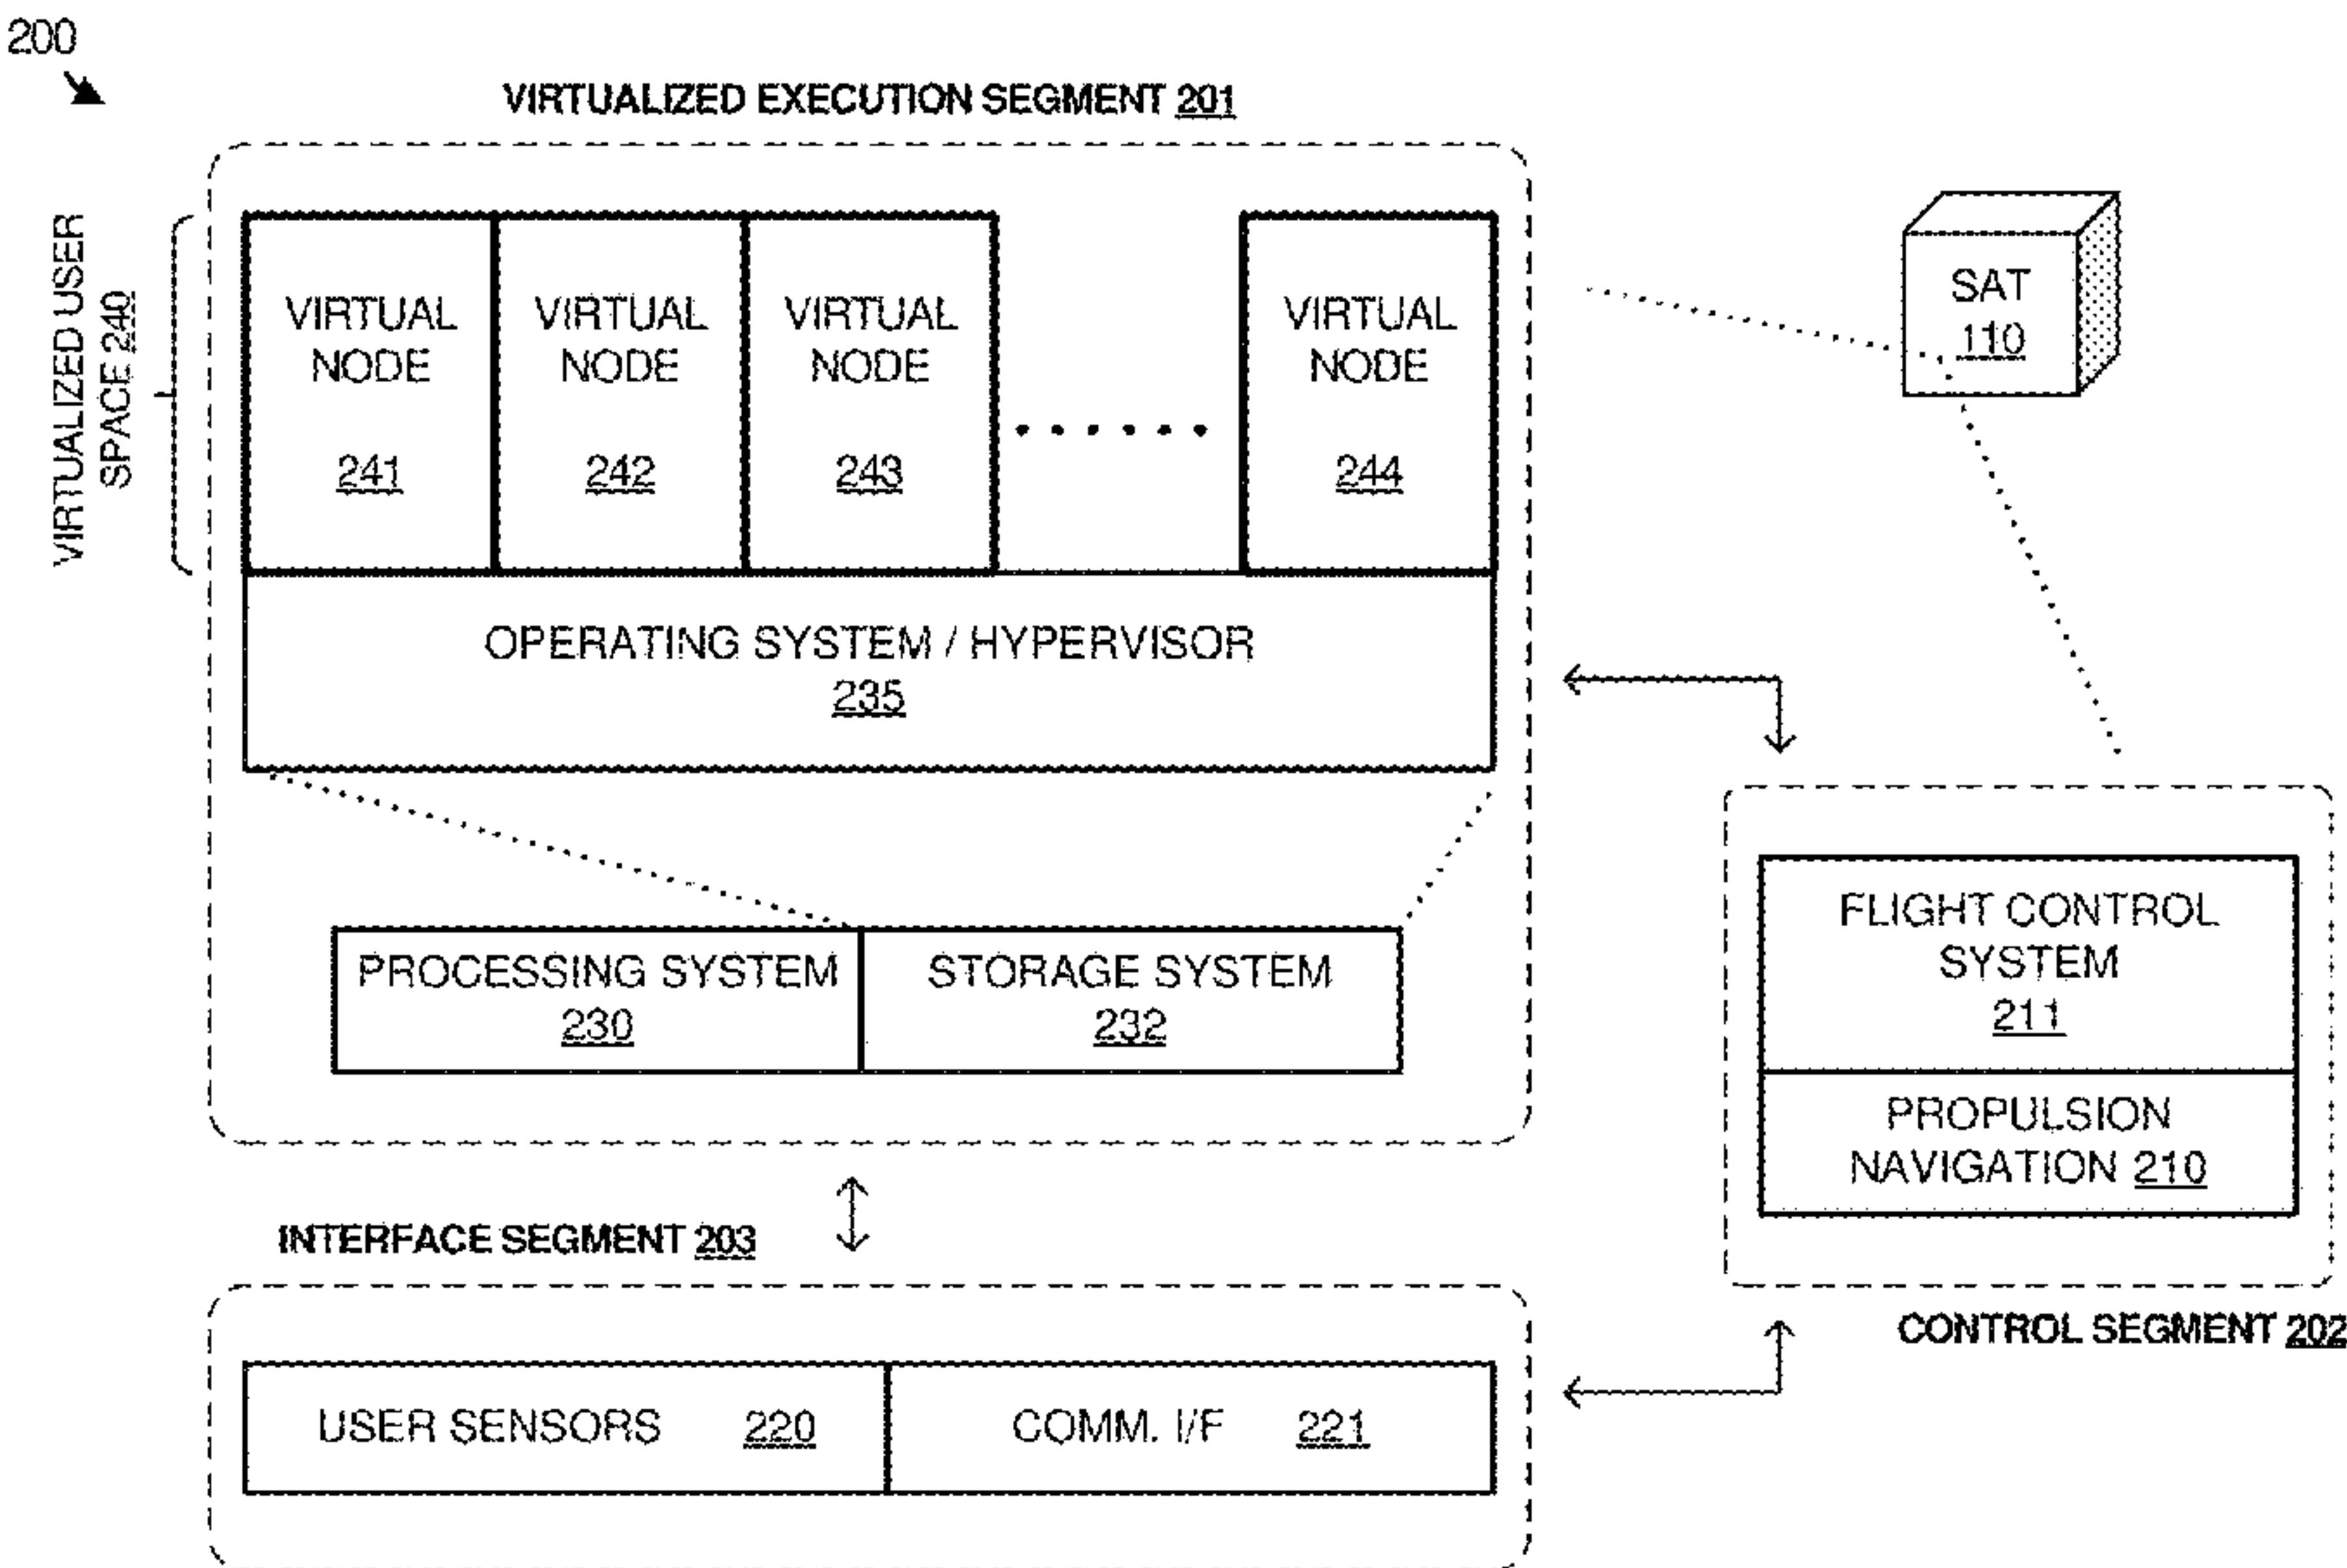 200
VIRTUALIZED EXECUTION SEGMENT 201
VIRTUALIZED USER
SPACE 240
VIRTUAL
NODE
241
VIRTUAL
NODE
242
VIRTUAL
NODE
243
VIRTUAL
NODE
244
SAT
110
OPERATING SYSTEM / HYPERVISOR
235
PROCESSING SYSTEM
230
STORAGE SYSTEM
232
FLIGHT CONTROL
SYSTEM
211
PROPULSION
NAVIGATION 210
CONTROL SEGMENT 202
INTERFACE SEGMENT 203
USER SENSORS 220
COMM. I/F 221